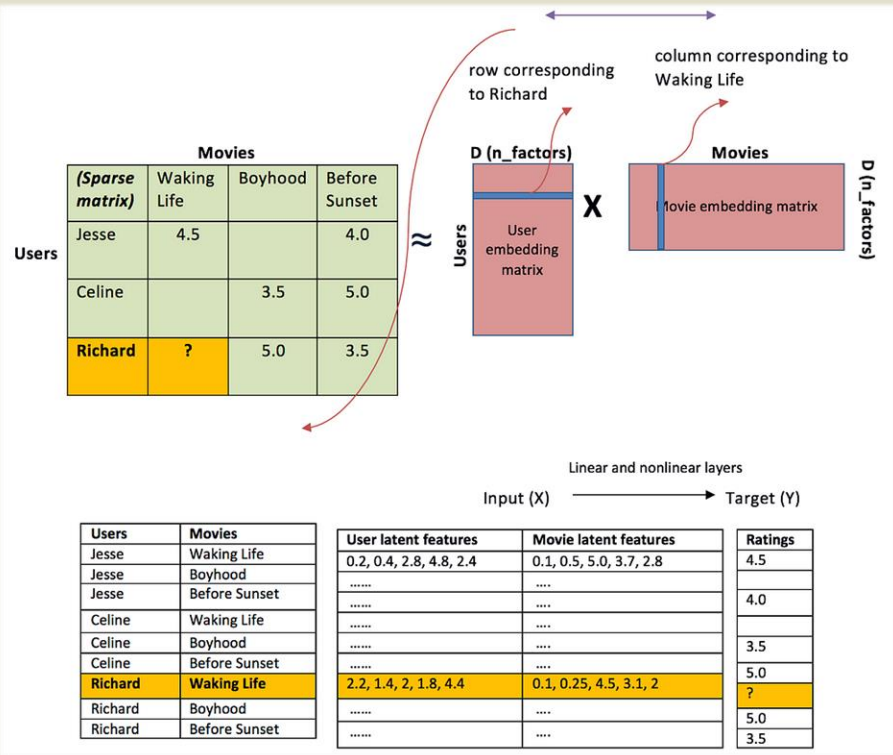 row corresponding
to Richard
column corresponding to
Waking Life
Movies
(Sparse matrix) Waking Life Boyhood Before Sunset
Users
Jesse 4.5 4.0
Celine 3.5 5.0
Richard ? 5.0 3.5
≈
D (n_factors)
Users
User
embedding
matrix
X
Movies
Movie embedding matrix
D (n_factors)
Linear and nonlinear layers
Input (X) Target (Y)
Users Movies
Jesse Waking Life
Jesse Boyhood
Jesse Before Sunset
Celine Waking Life
Celine Boyhood
Celine Before Sunset
Richard Waking Life
Richard Boyhood
Richard Before Sunset
User latent features Movie latent features
0.2, 0.4, 2.8, 4.8, 2.4 0.1, 0.5, 5.0, 3.7, 2.8
...... ....
...... ....
...... ....
...... ....
...... ....
2.2, 1.4, 2, 1.8, 4.4 0.1, 0.25, 4.5, 3.1, 2
...... ....
...... ....
Ratings
4.5
4.0
3.5
5.0
?
5.0
3.5